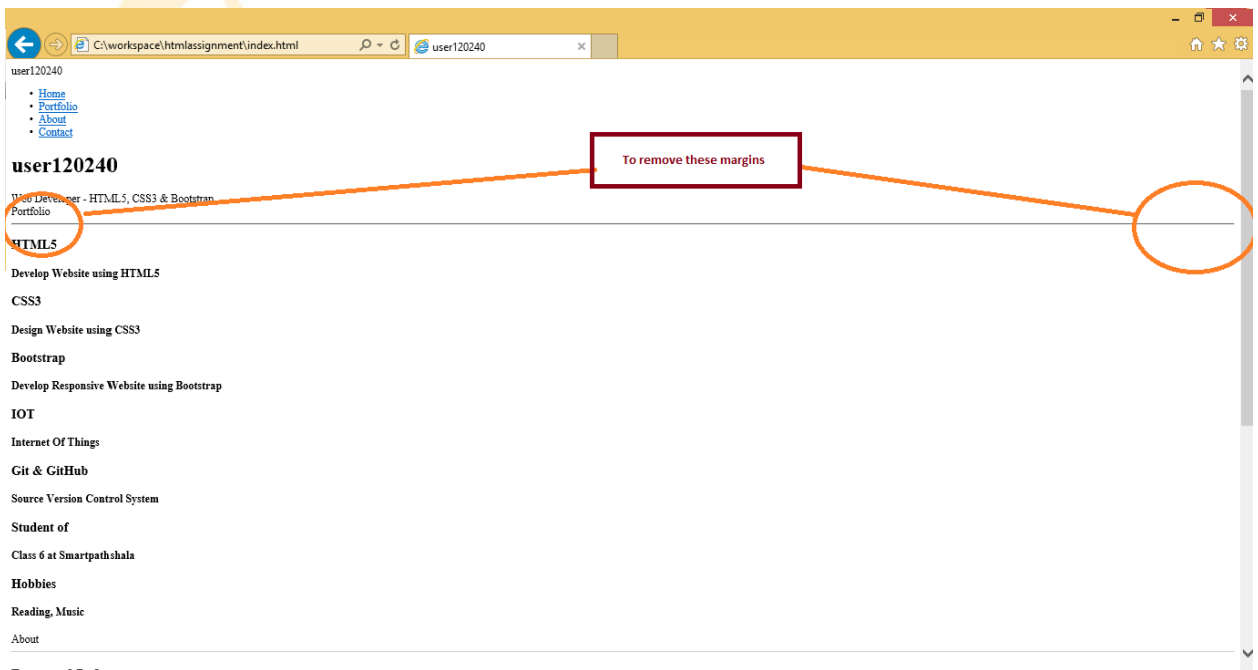 C:\workspace\htmlassignment\index.html
user120240
user120240
• Home
• Portfolio
• About
• Contact
user120240
To remove these margins
Web Developer - HTML5, CSS3 & Bootstrap
Portfolio
HTML5
Develop Website using HTML5
CSS3
Design Website using CSS3
Bootstrap
Develop Responsive Website using Bootstrap
IOT
Internet Of Things
Git & GitHub
Source Version Control System
Student of
Class 6 at Smartpathshala
Hobbies
Reading, Music
About